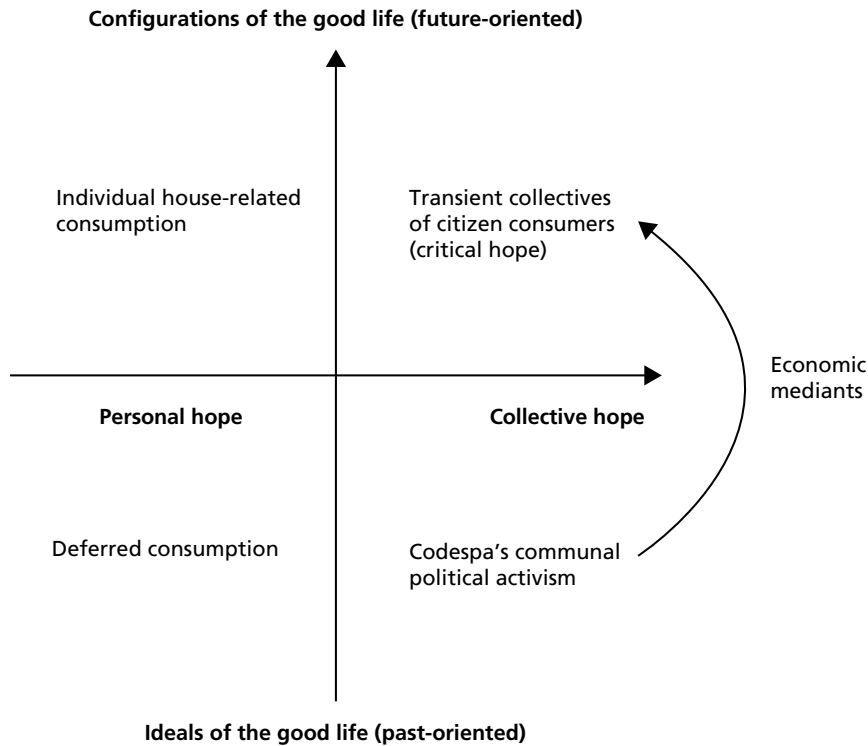 Configurations of the good life (future-oriented)
Individual house-related
consumption
Transient collectives
of citizen consumers
(critical hope)
Economic
mediants
Personal hope
Collective hope
Deferred consumption
Codespa’s communal
political activism
Ideals of the good life (past-oriented)